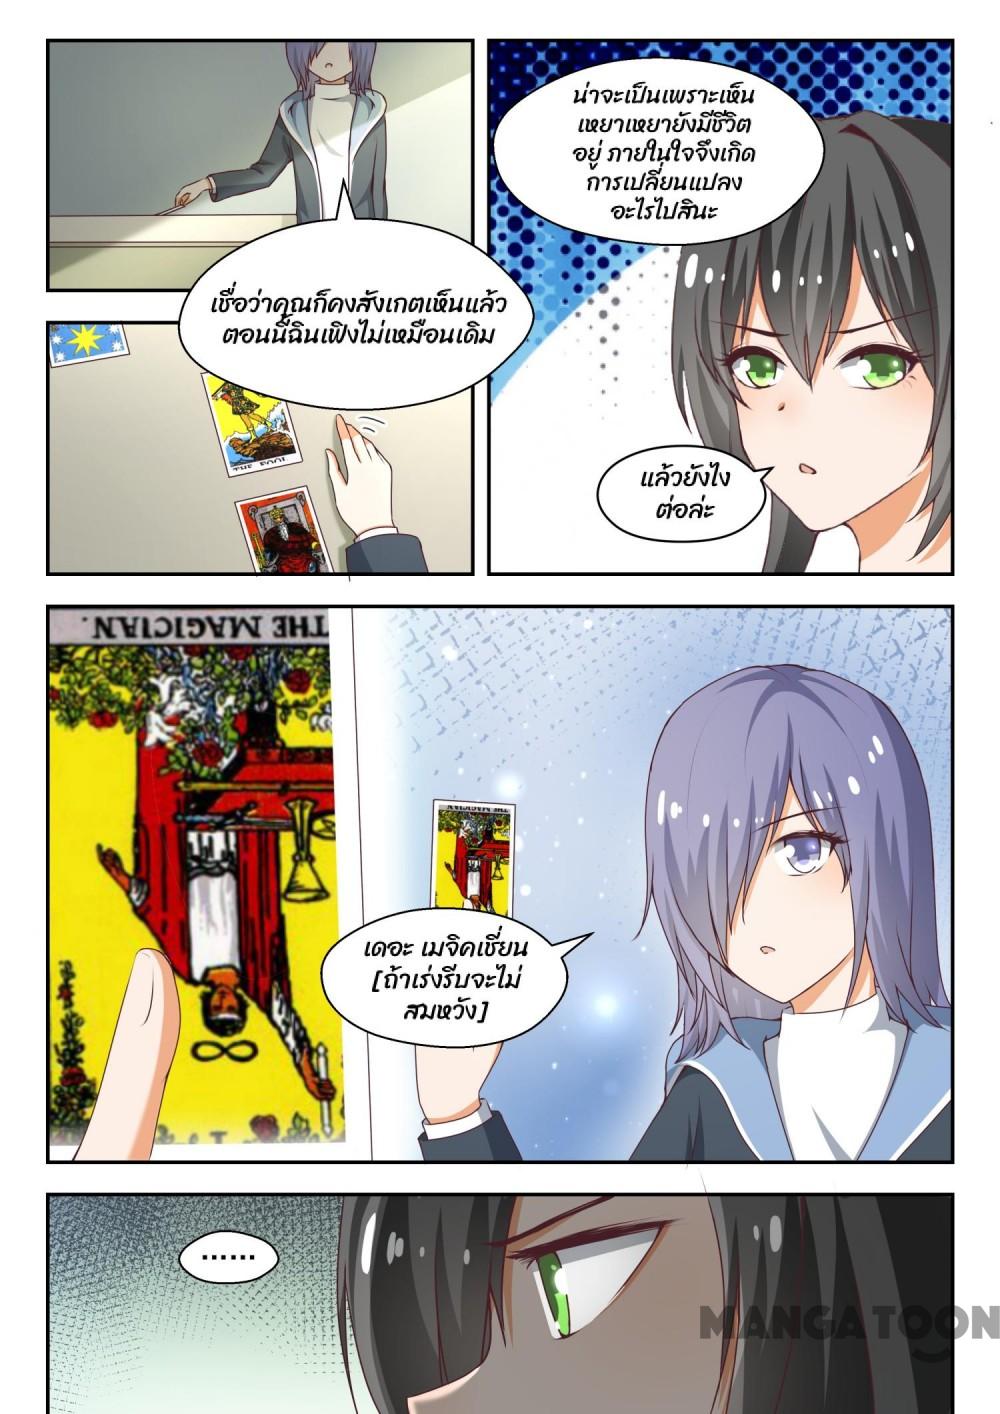 เชื่อว่าคุณก็คงสังเกตเห็นแล้ว
ตอนนี้ฉินเฟิงไม่เหมือนเดิม
น่าจะเป็นเพราะเห็น
เหยาเหยายังมีชีวิต
อยู่ ภายในใจจึงเกิด
การเปลี่ยนแปลง
อะไรไปสินะ
แล้วยังไง
ต่อล่ะ
THE FOOL
THE MAGICIAN.
THE MAGICIAN
เดอะ เมจิคเชี่ยน
[ถ้าเร่งรีบจะไม่
สมหวัง]
......
MANGATOON